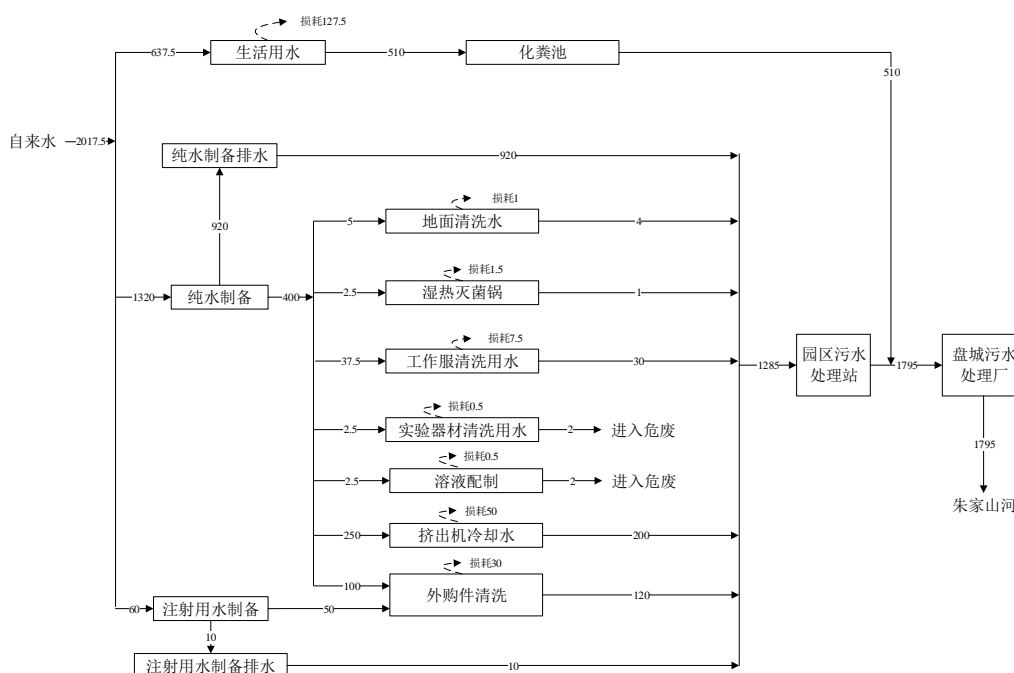 损耗127.5
637.5
生活用水
510
化粪池
510
自来水
2017.5
纯水制备排水
920
920
损耗1
5
地面清洗水
4
1320
纯水制备
400
损耗1.5
2.5
湿热灭菌锅
1
损耗7.5
37.5
工作服清洗用水
30
1285
园区污水
处理站
1795
盘城污水
处理厂
1795
朱家山河
损耗0.5
2.5
实验器材清洗用水
2
进入危废
损耗0.5
2.5
溶液配制
2
进入危废
损耗50
250
挤出机冷却水
200
损耗30
100
外购件清洗
120
60
注射用水制备
50
10
注射用水制备排水
10